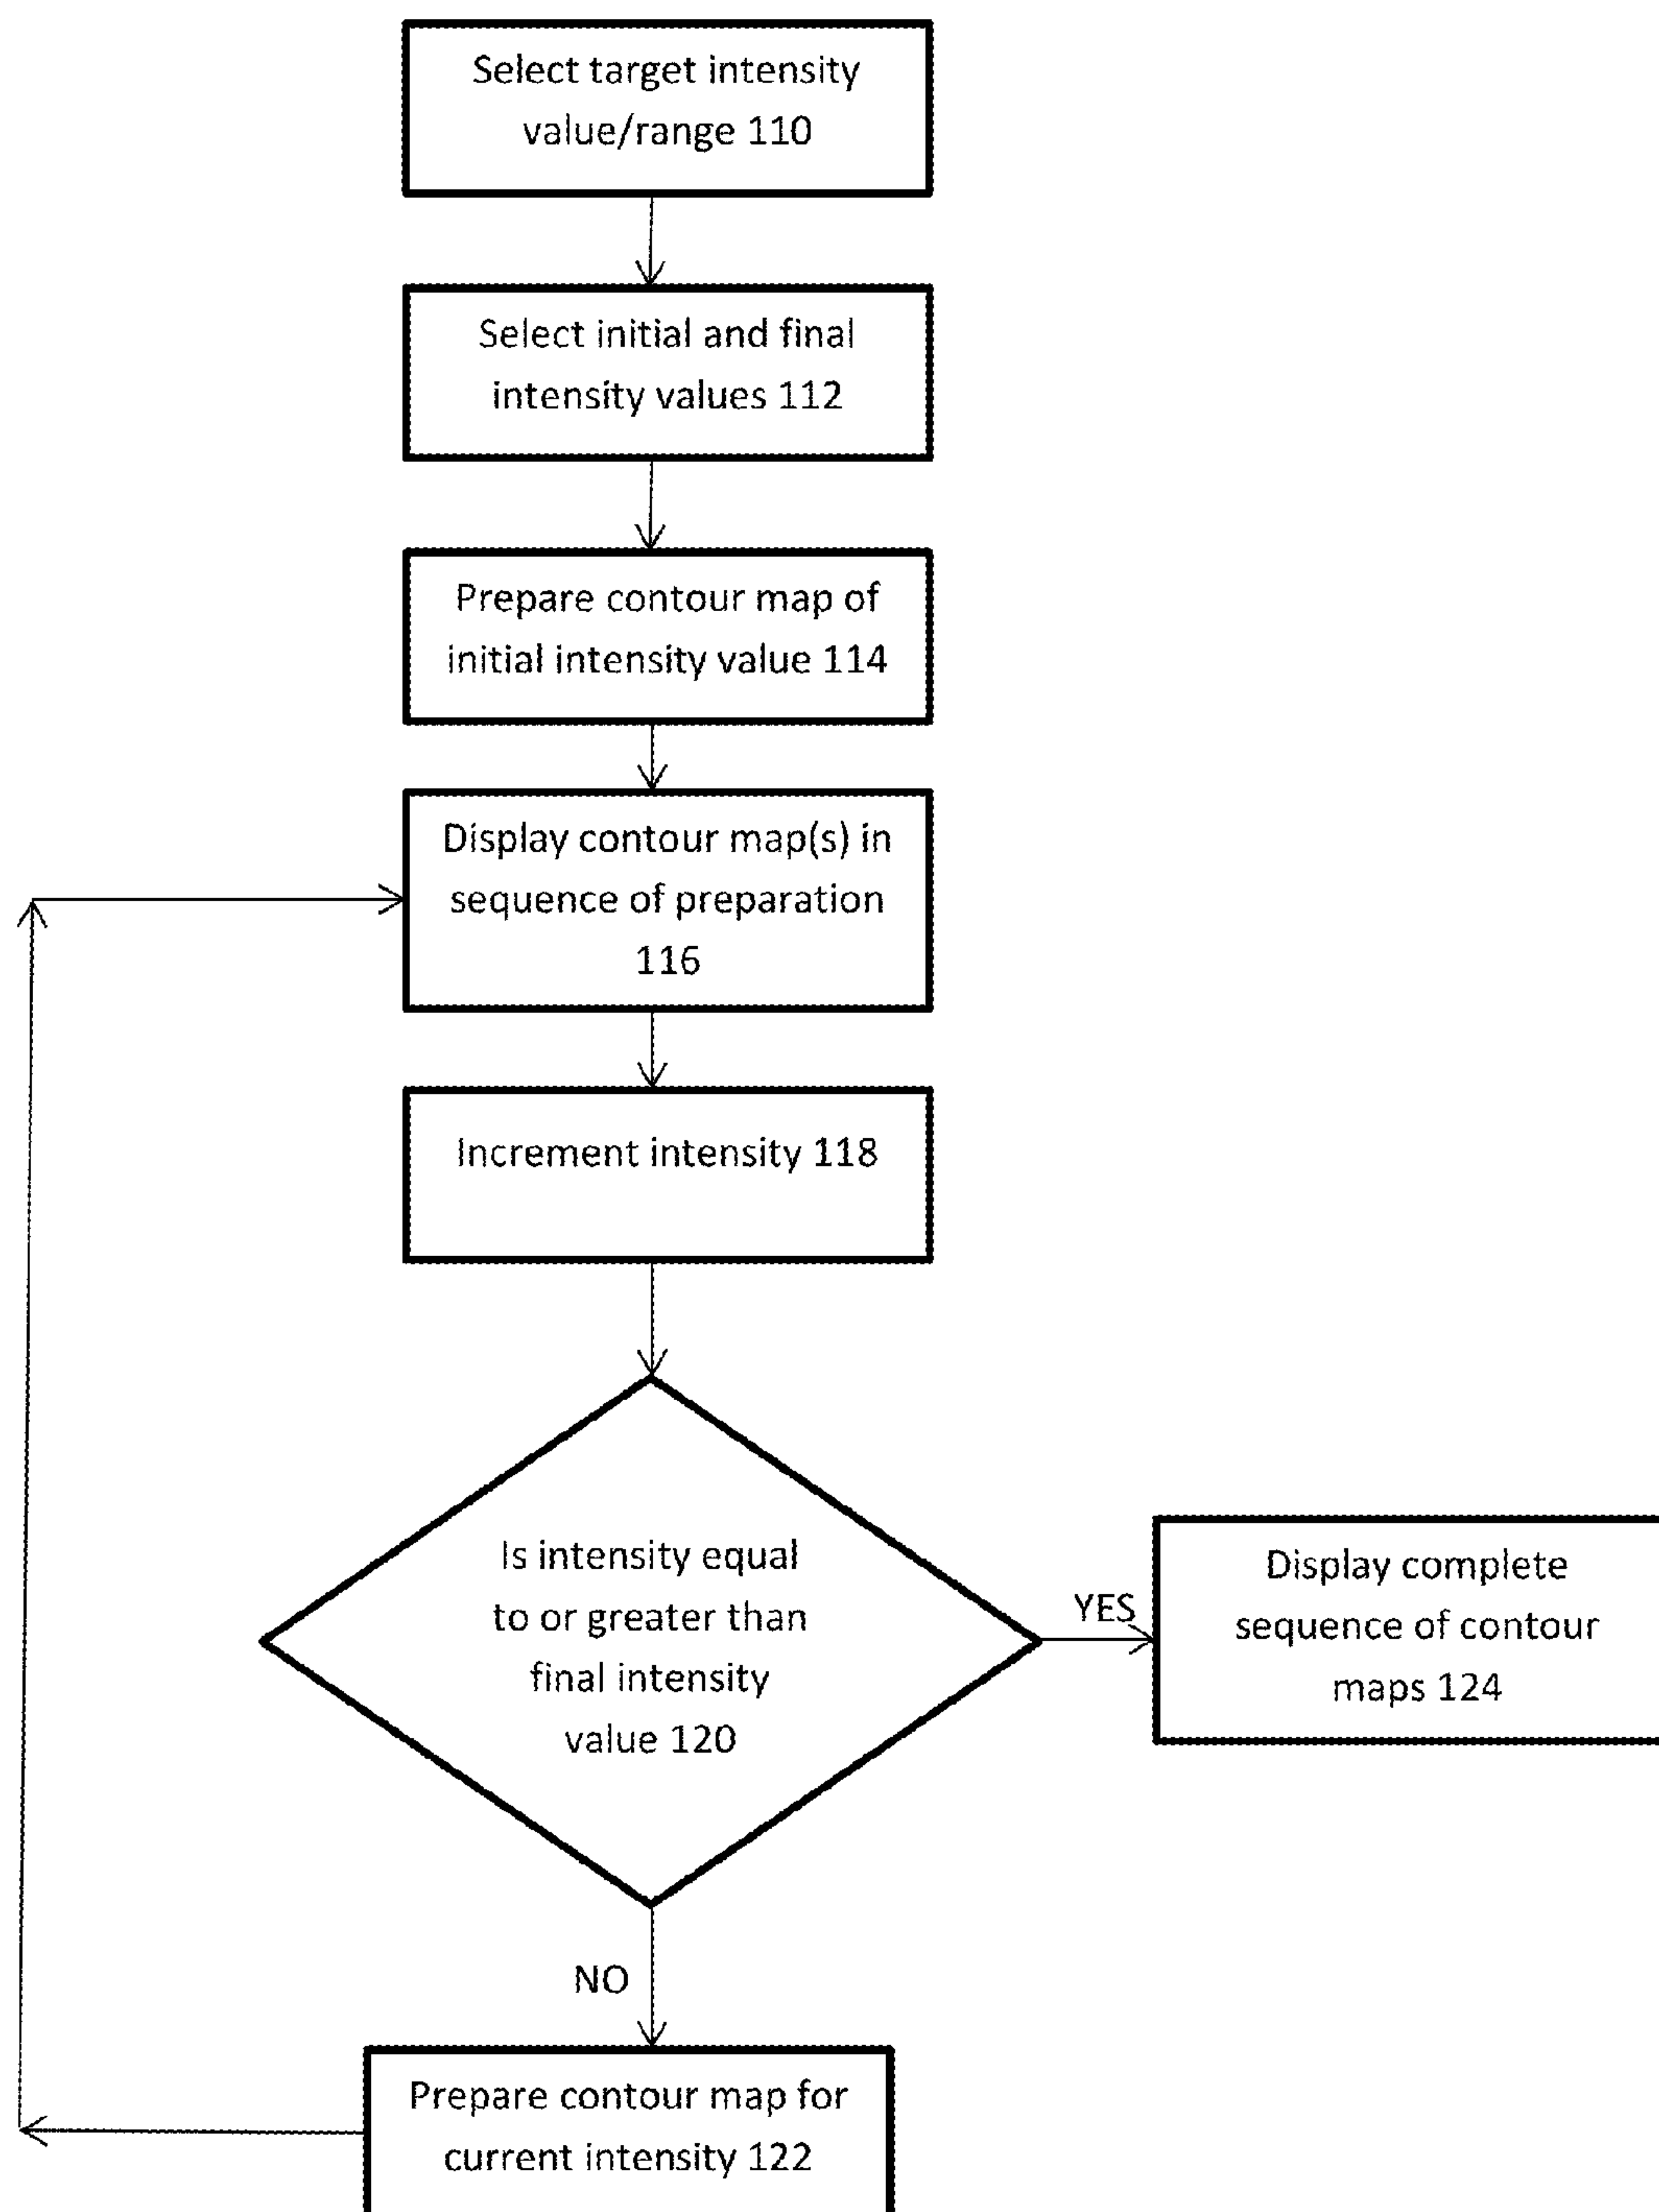 Select target intensity
value/range 110
Select initial and final
intensity values 112
Prepare contour map of
initial intensity value 114
Display contour map(s) in
sequence of preparation
116
Increment intensity 118
Is intensity equal
to or greater than
final intensity
value 120
YES
Display complete
sequence of contour
maps 124
NO
Prepare contour map for
current intensity 122